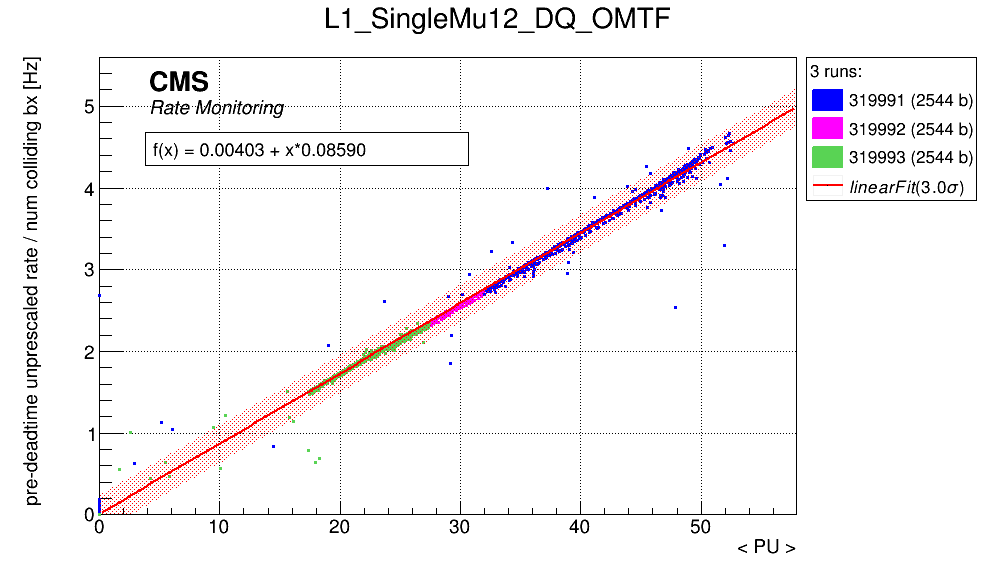 L1_SingleMu12_DQ_OMTF
pre-deadtime unprescaled rate / num colliding bx [Hz]
CMS
Rate Monitoring
f(x) = 0.00403 + x*0.08590
5
4
3
2
1
0
0 10 20 30 40 50
< PU >
3 runs:
319991 (2544 b)
319992 (2544 b)
319993 (2544 b)
linearFit(3.0σ)